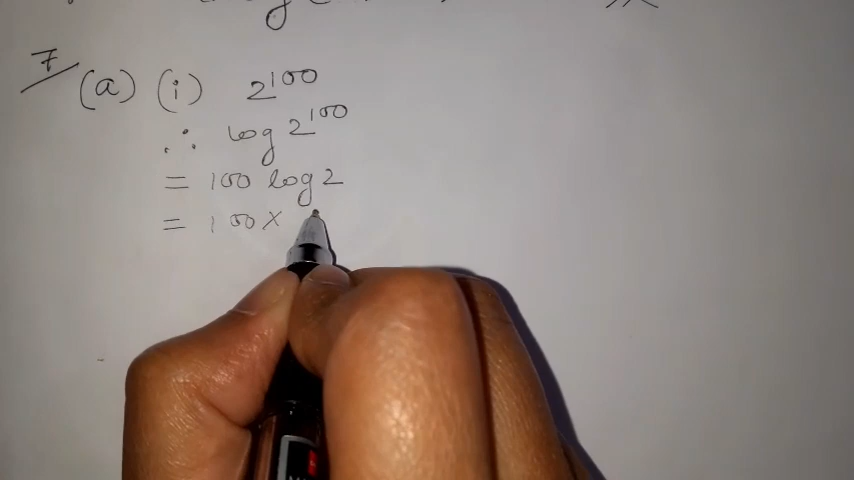 7 (a) (i) 2¹⁰⁰
∴ log 2¹⁰⁰
= 100 log 2
= 100 ×